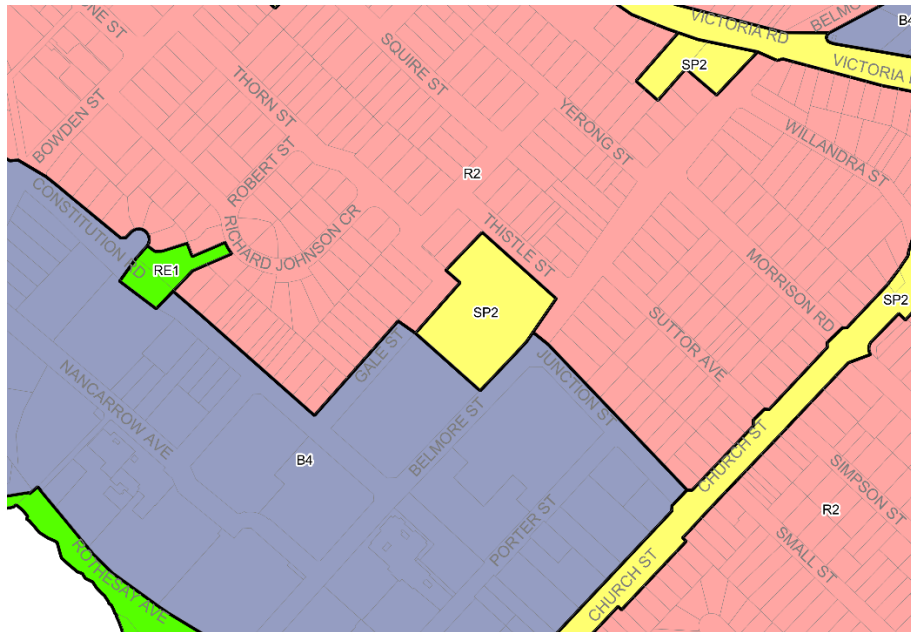 VICTORIA RD
B4
VICTORIA
SQUIRE ST
SP2
THORN ST
BOWDEN ST
YERONG ST
WILLANDRA ST
ROBERT ST
R2
CONSTITUTION RD
RICHARD JOHNSON CR
THISTLE ST
RE1
MORRISON RD
SP2
SP2
SUTTOR AVE
GALE ST
JUNCTION ST
NANCARROW AVE
BELMORE ST
CHURCH ST
B4
SIMPSON ST
R2
PORTER ST
SMALL ST
ROTHESAY AVE
CHURCH ST